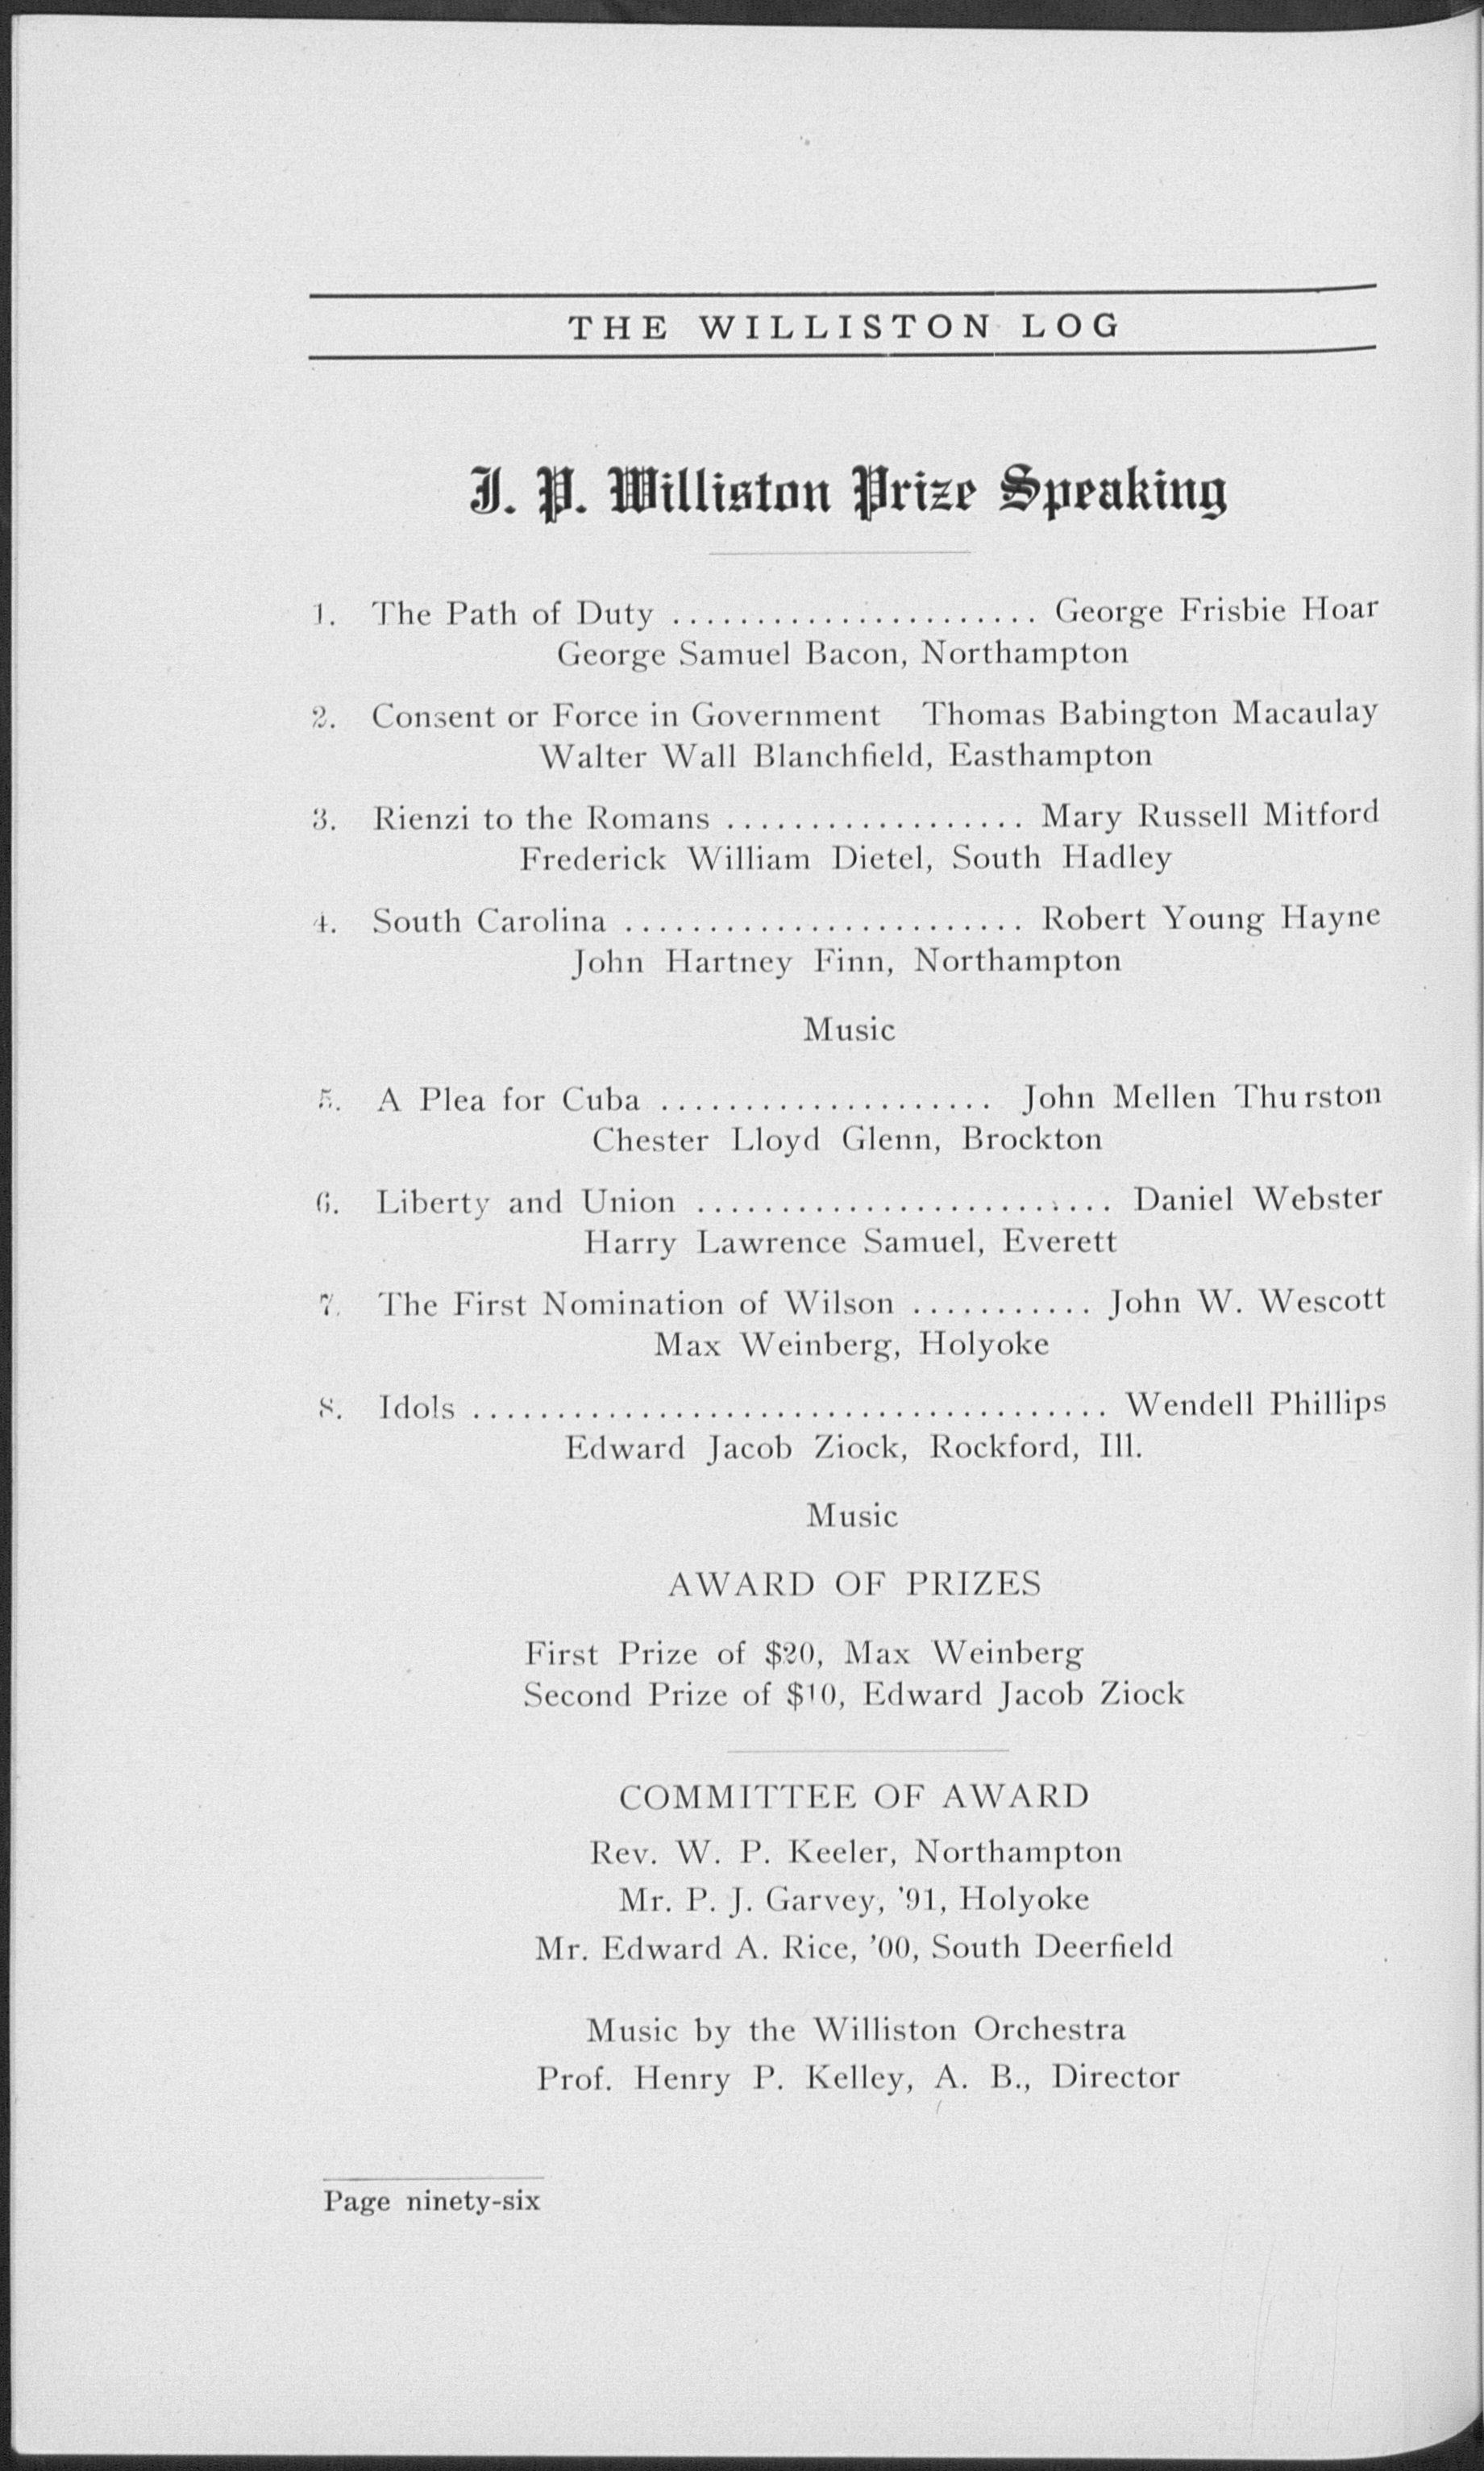 THE WILLISTON LOG
J. P. Williston Prize Speaking
1. The Path of Duty ...................... George Frisbie Hoar
George Samuel Bacon, Northampton
2. Consent or Force in Government Thomas Babington Macaulay
Walter Wall Blanchfield, Easthampton
3. Rienzi to the Romans .................. Mary Russell Mitford
Frederick William Dietel, South Hadley
4. South Carolina ........................ Robert Young Hayne
John Hartney Finn, Northampton
Music
5. A Plea for Cuba .................... John Mellen Thurston
Chester Lloyd Glenn, Brockton
6. Liberty and Union ......................... Daniel Webster
Harry Lawrence Samuel, Everett
7. The First Nomination of Wilson ........... John W. Wescott
Max Weinberg, Holyoke
8. Idols ...................................... Wendell Phillips
Edward Jacob Ziock, Rockford, Ill.
Music
AWARD OF PRIZES
First Prize of $20, Max Weinberg
Second Prize of $10, Edward Jacob Ziock
COMMITTEE OF AWARD
Rev. W. P. Keeler, Northampton
Mr. P. J. Garvey, '91, Holyoke
Mr. Edward A. Rice, '00, South Deerfield
Music by the Williston Orchestra
Prof. Henry P. Kelley, A. B., Director
Page ninety-six